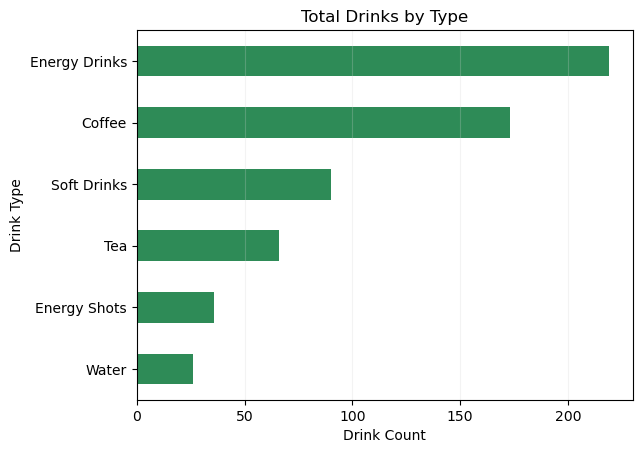 Total Drinks by Type
Energy Drinks
Coffee
Soft Drinks
Tea
Energy Shots
Water
Drink Type
0 50 100 150 200
Drink Count